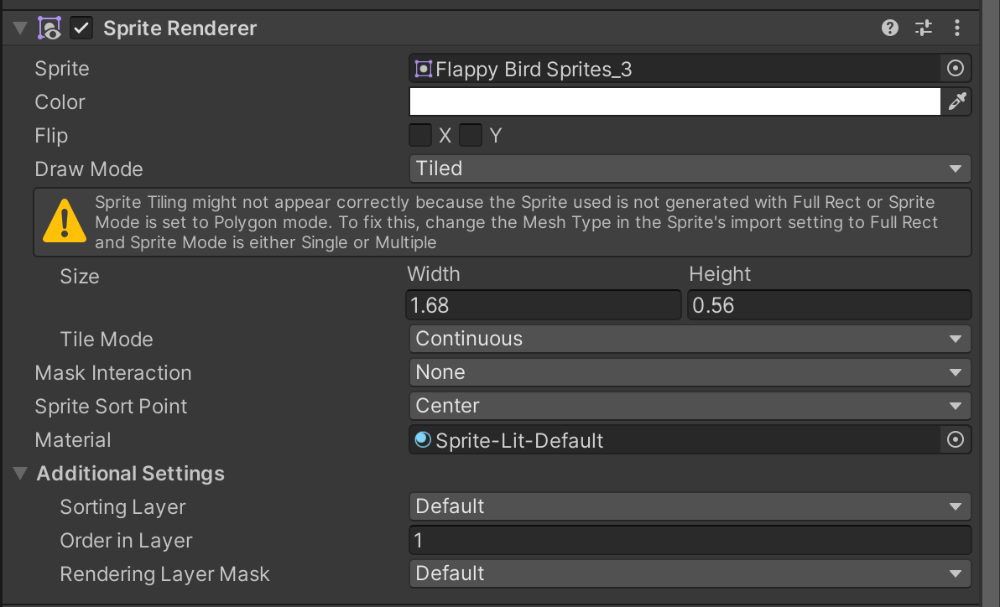 Sprite Renderer
Sprite Flappy Bird Sprites_3
Color
Flip X Y
Draw Mode Tiled
Sprite Tiling might not appear correctly because the Sprite used is not generated with Full Rect or Sprite
Mode is set to Polygon mode. To fix this, change the Mesh Type in the Sprite's import setting to Full Rect
and Sprite Mode is either Single or Multiple
Size Width Height
1.68 0.56
Tile Mode Continuous
Mask Interaction None
Sprite Sort Point Center
Material Sprite-Lit-Default
Additional Settings
Sorting Layer Default
Order in Layer 1
Rendering Layer Mask Default